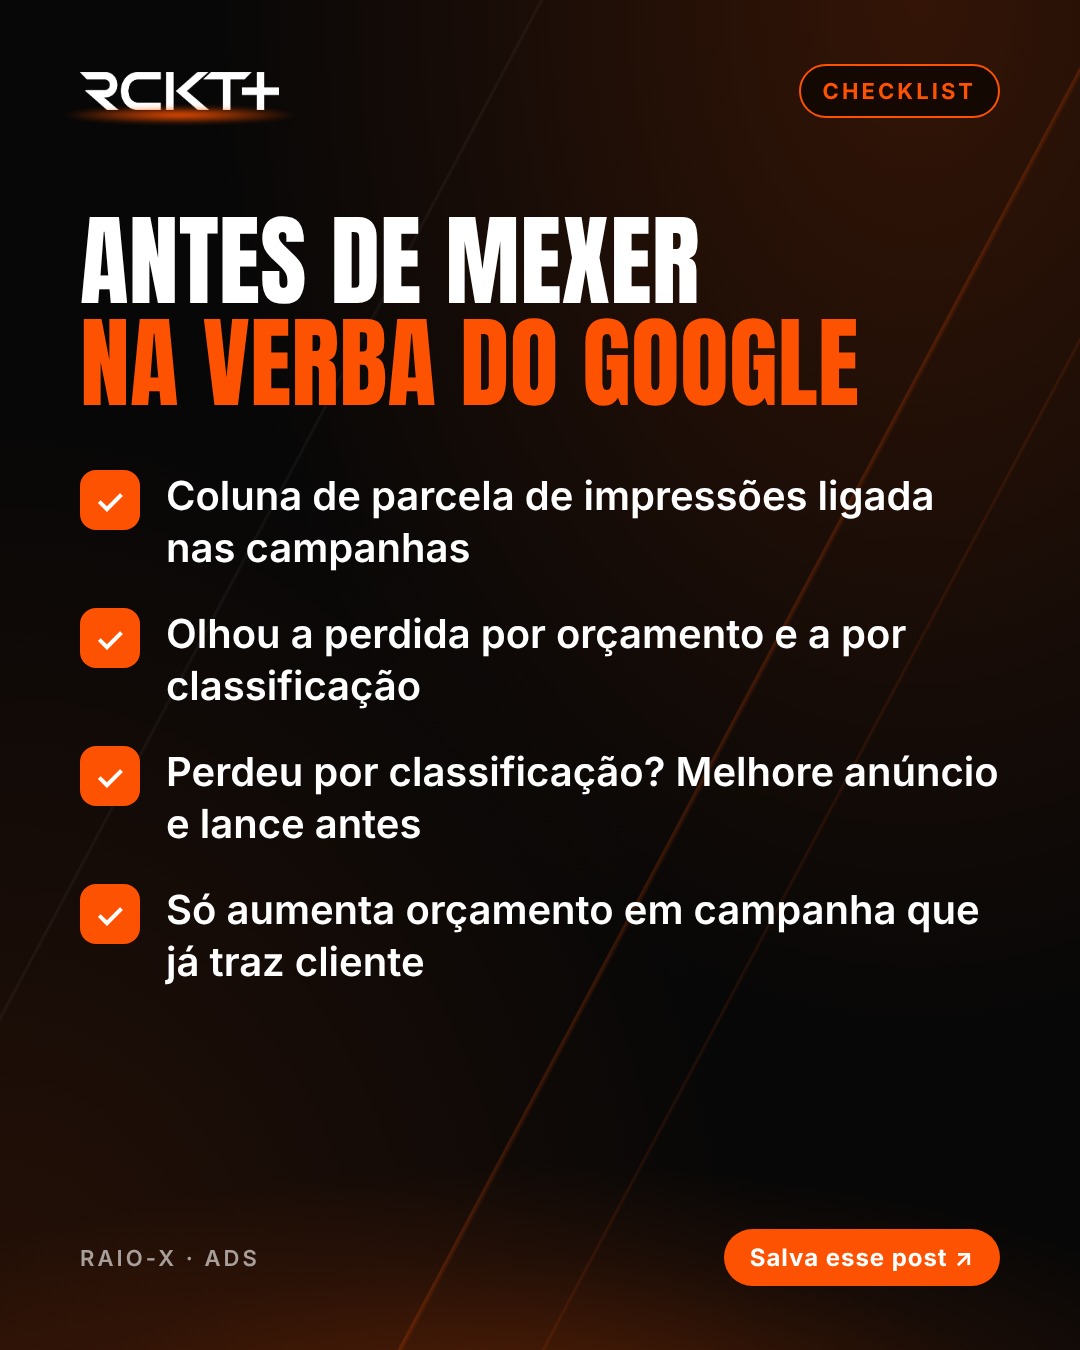 RCKT+
CHECKLIST
ANTES DE MEXER
NA VERBA DO GOOGLE
Coluna de parcela de impressões ligada
nas campanhas
Olhou a perdida por orçamento e a por
classificação
Perdeu por classificação? Melhore anúncio
e lance antes
Só aumenta orçamento em campanha que
já traz cliente
RAIO-X · ADS
Salva esse post ↗